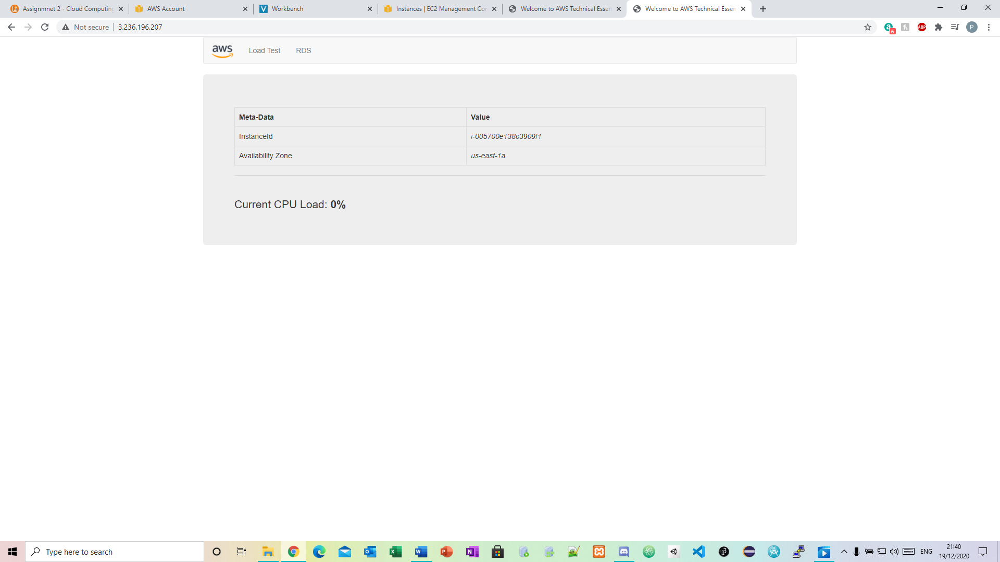 Assignmnet 2 - Cloud Computing
AWS Account
Workbench
Instances | EC2 Management Cor
Welcome to AWS Technical Essen
Welcome to AWS Technical Essen
Not secure
3.236.196.207
6
ABP
P
aws
Load Test
RDS
Meta-Data
Value
InstanceId
i-005700e138c3909f1
Availability Zone
us-east-1a
Current CPU Load: 0%
Type here to search
ENG
21:40
19/12/2020